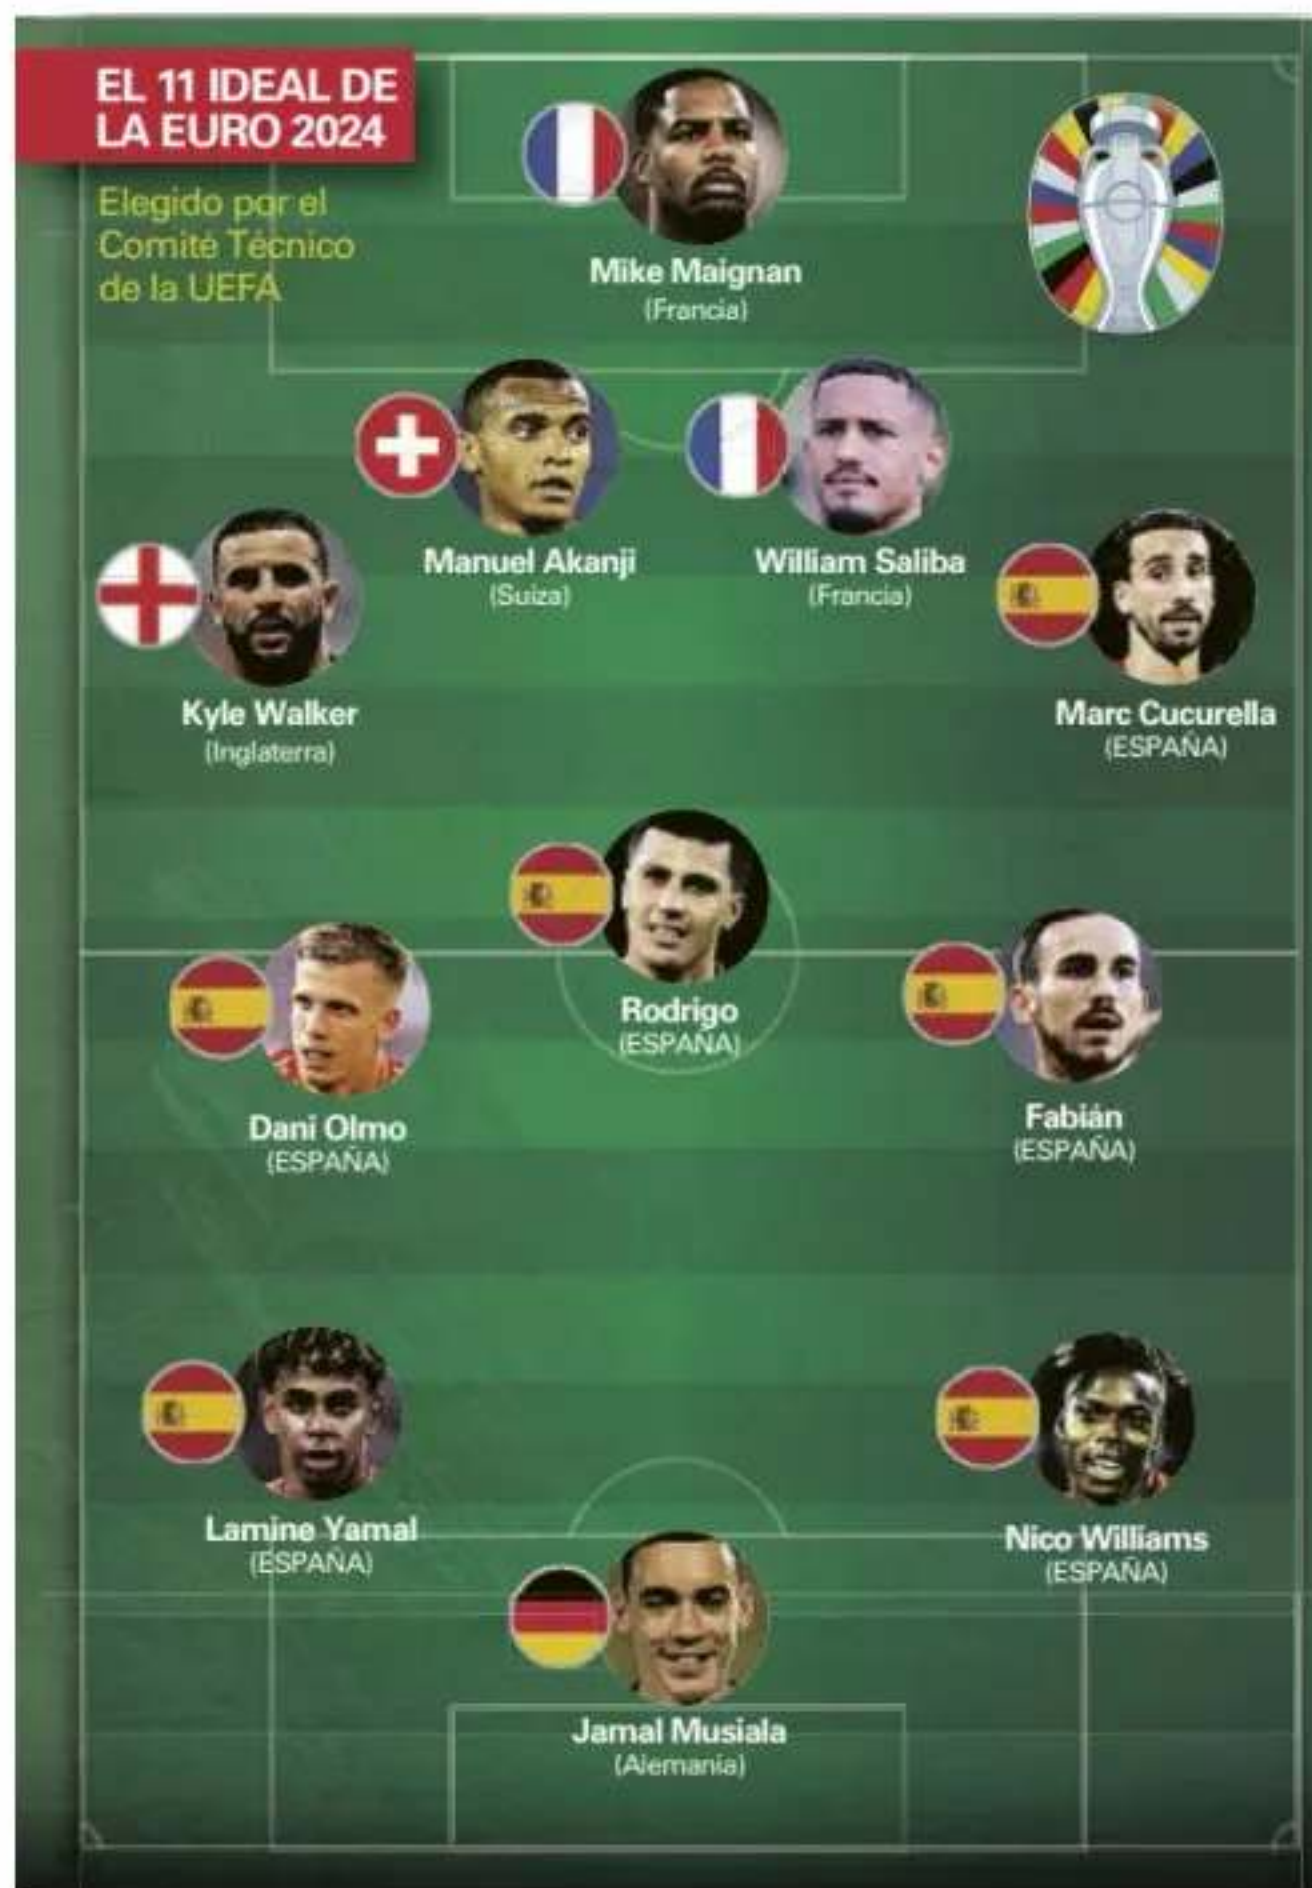 EL 11 IDEAL DE
LA EURO 2024
Elegido por el
Comité Técnico
de la UEFA
Mike Maignan
(Francia)
Manuel Akanji
(Suiza)
William Saliba
(Francia)
Kyle Walker
(Inglaterra)
Marc Cucurella
(ESPAÑA)
Rodrigo
(ESPAÑA)
Dani Olmo
(ESPAÑA)
Fabián
(ESPAÑA)
Lamine Yamal
(ESPAÑA)
Nico Williams
(ESPAÑA)
Jamal Musiala
(Alemania)